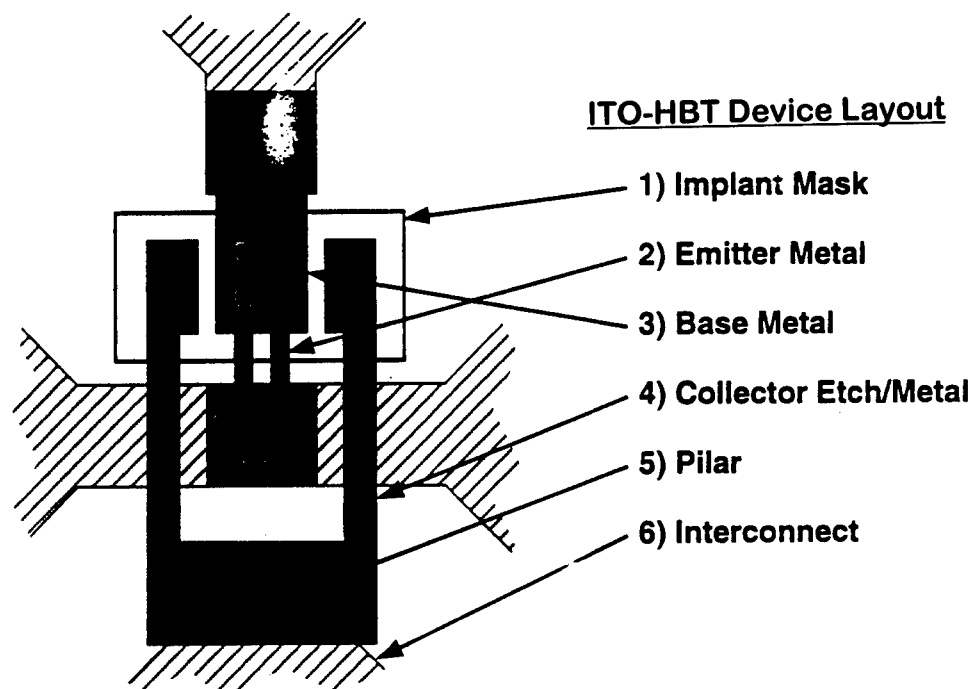 ITO-HBT Device Layout
1) Implant Mask
2) Emitter Metal
3) Base Metal
4) Collector Etch/Metal
5) Pilar
6) Interconnect